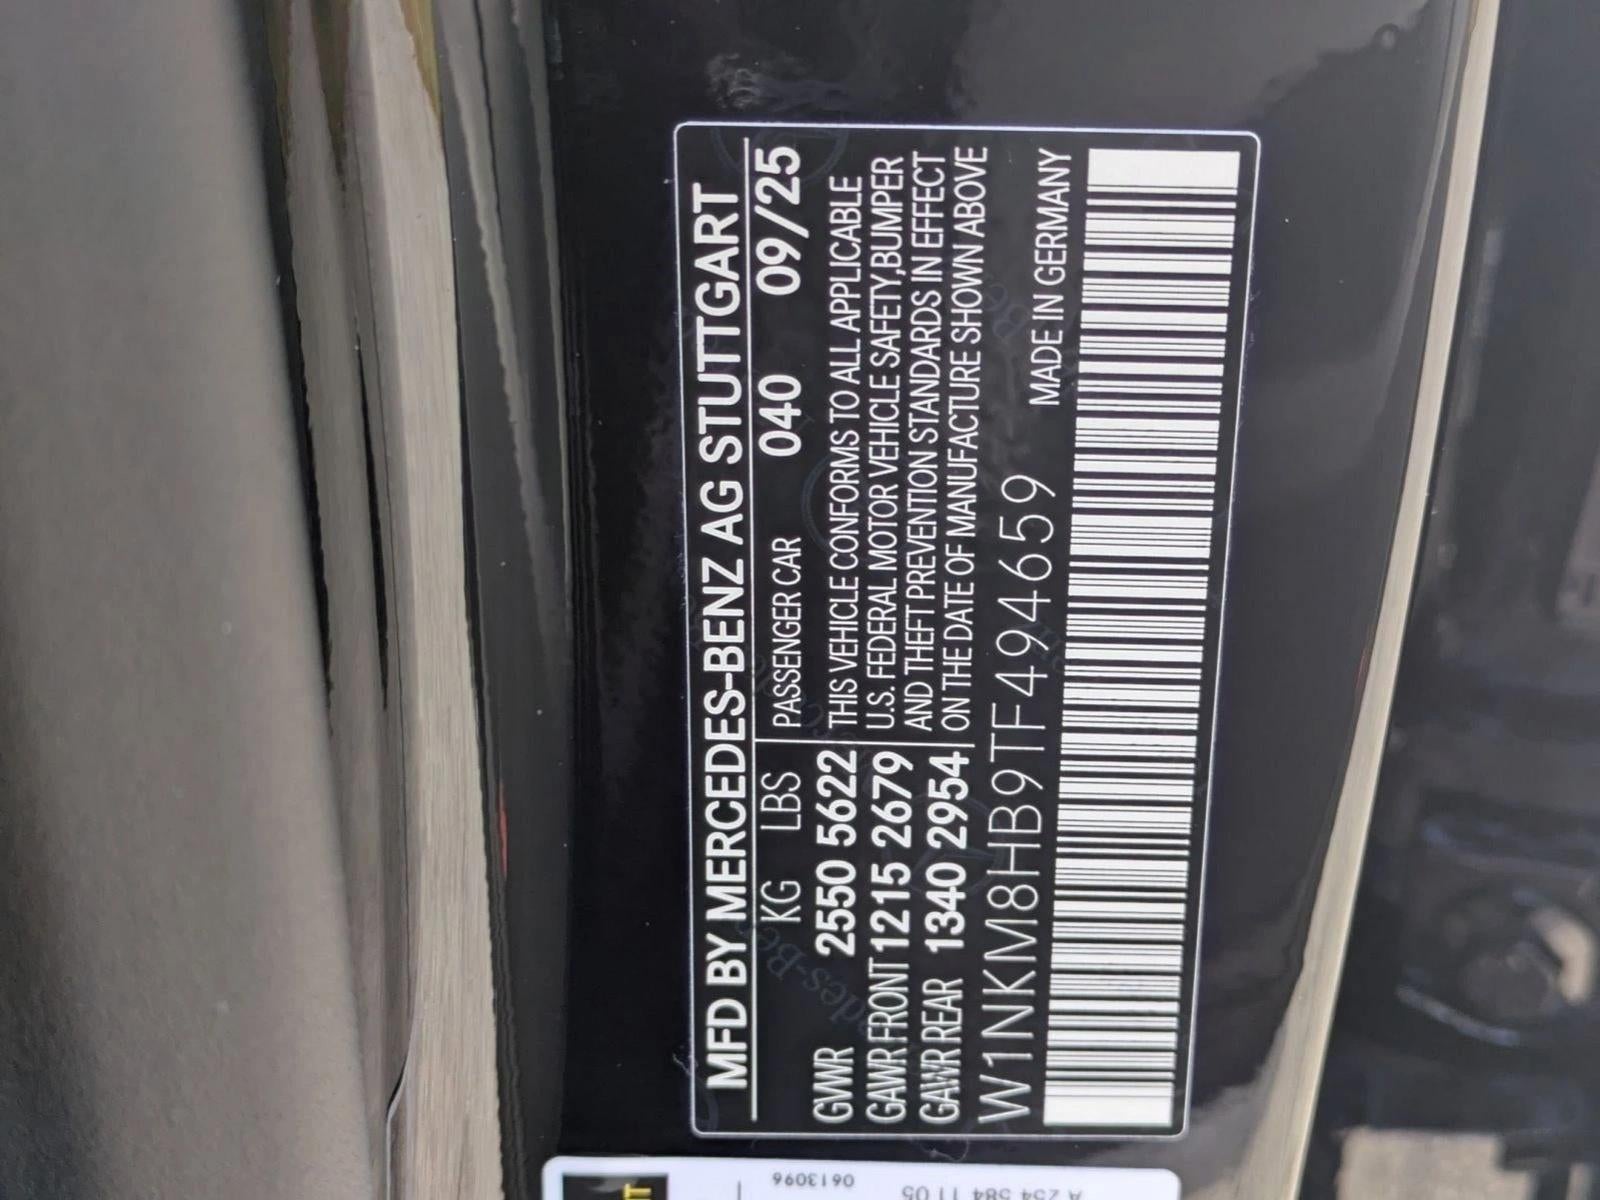 MFD BY MERCEDES-BENZ AG STUTTGART
KG LBS PASSENGER CAR 040 09/25
GVWR 2550 5622 THIS VEHICLE CONFORMS TO ALL APPLICABLE
GAWR FRONT 1215 2679 U.S. FEDERAL MOTOR VEHICLE SAFETY,BUMPER
GAWR REAR 1340 2954 AND THEFT PREVENTION STANDARDS IN EFFECT
ON THE DATE OF MANUFACTURE SHOWN ABOVE
W1NKM8HB9TF494659 MADE IN GERMANY
0613096
A 254 584 11 05